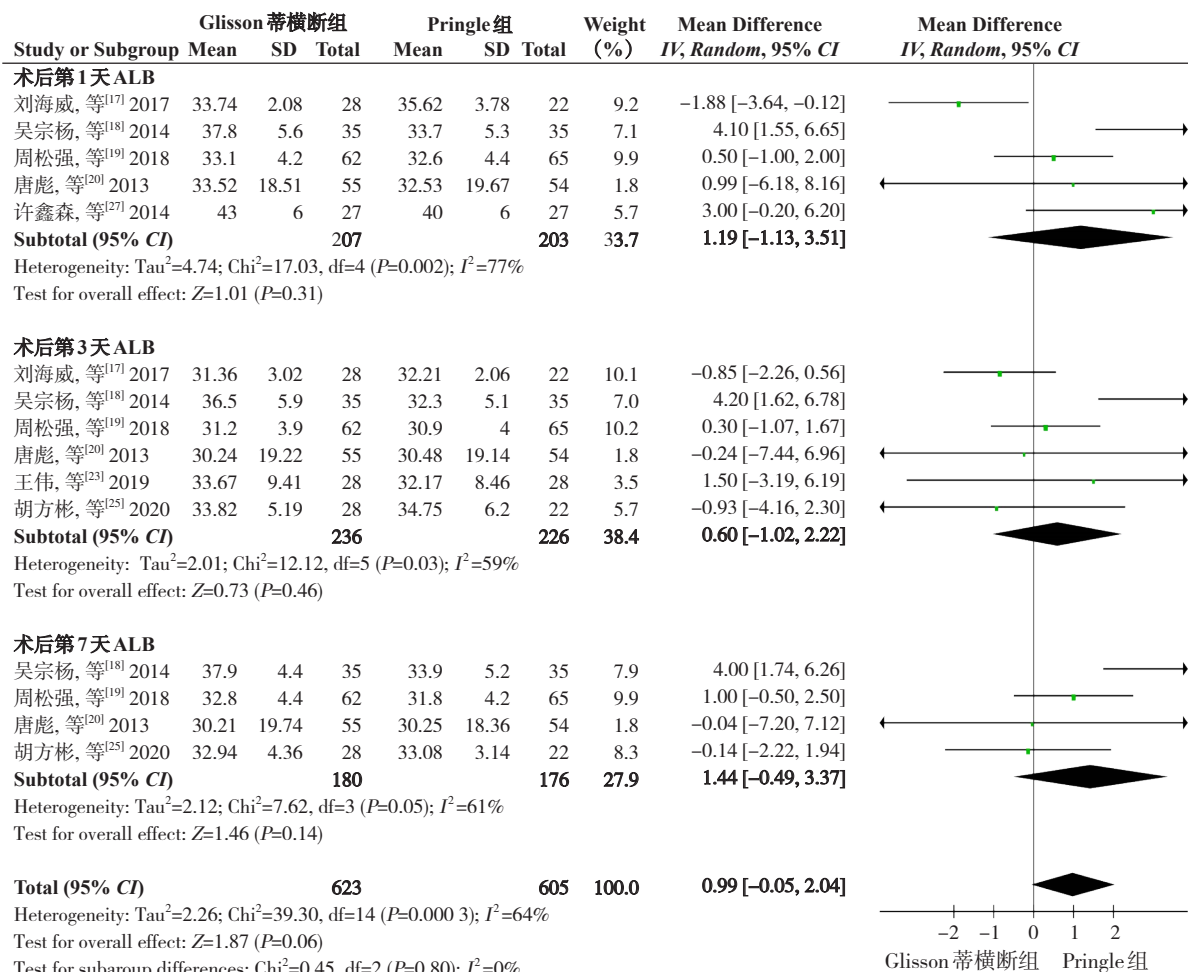 Glisson蒂横断组 Pringle组 Weight Mean Difference Mean Difference
Study or Subgroup Mean SD Total Mean SD Total (%) IV, Random, 95% CI IV, Random, 95% CI
术后第1天ALB
刘海威, 等[17] 2017 33.74 2.08 28 35.62 3.78 22 9.2 −1.88 [−3.64, −0.12]
吴宗杨, 等[18] 2014 37.8 5.6 35 33.7 5.3 35 7.1 4.10 [1.55, 6.65]
周松强, 等[19] 2018 33.1 4.2 62 32.6 4.4 65 9.9 0.50 [−1.00, 2.00]
唐彪, 等[20] 2013 33.52 18.51 55 32.53 19.67 54 1.8 0.99 [−6.18, 8.16]
许鑫森, 等[27] 2014 43 6 27 40 6 27 5.7 3.00 [−0.20, 6.20]
Subtotal (95% CI) 207 203 33.7 1.19 [−1.13, 3.51]
Heterogeneity: Tau²=4.74; Chi²=17.03, df=4 (P=0.002); I²=77%
Test for overall effect: Z=1.01 (P=0.31)
术后第3天ALB
刘海威, 等[17] 2017 31.36 3.02 28 32.21 2.06 22 10.1 −0.85 [−2.26, 0.56]
吴宗杨, 等[18] 2014 36.5 5.9 35 32.3 5.1 35 7.0 4.20 [1.62, 6.78]
周松强, 等[19] 2018 31.2 3.9 62 30.9 4 65 10.2 0.30 [−1.07, 1.67]
唐彪, 等[20] 2013 30.24 19.22 55 30.48 19.14 54 1.8 −0.24 [−7.44, 6.96]
王伟, 等[23] 2019 33.67 9.41 28 32.17 8.46 28 3.5 1.50 [−3.19, 6.19]
胡方彬, 等[25] 2020 33.82 5.19 28 34.75 6.2 22 5.7 −0.93 [−4.16, 2.30]
Subtotal (95% CI) 236 226 38.4 0.60 [−1.02, 2.22]
Heterogeneity: Tau²=2.01; Chi²=12.12, df=5 (P=0.03); I²=59%
Test for overall effect: Z=0.73 (P=0.46)
术后第7天ALB
吴宗杨, 等[18] 2014 37.9 4.4 35 33.9 5.2 35 7.9 4.00 [1.74, 6.26]
周松强, 等[19] 2018 32.8 4.4 62 31.8 4.2 65 9.9 1.00 [−0.50, 2.50]
唐彪, 等[20] 2013 30.21 19.74 55 30.25 18.36 54 1.8 −0.04 [−7.20, 7.12]
胡方彬, 等[25] 2020 32.94 4.36 28 33.08 3.14 22 8.3 −0.14 [−2.22, 1.94]
Subtotal (95% CI) 180 176 27.9 1.44 [−0.49, 3.37]
Heterogeneity: Tau²=2.12; Chi²=7.62, df=3 (P=0.05); I²=61%
Test for overall effect: Z=1.46 (P=0.14)
Total (95% CI) 623 605 100.0 0.99 [−0.05, 2.04]
Heterogeneity: Tau²=2.26; Chi²=39.30, df=14 (P=0.000 3); I²=64%
Test for overall effect: Z=1.87 (P=0.06)
Test for subgroup differences: Chi²=0.45, df=2 (P=0.80); I²=0%
−2 −1 0 1 2
Glisson蒂横断组 Pringle组